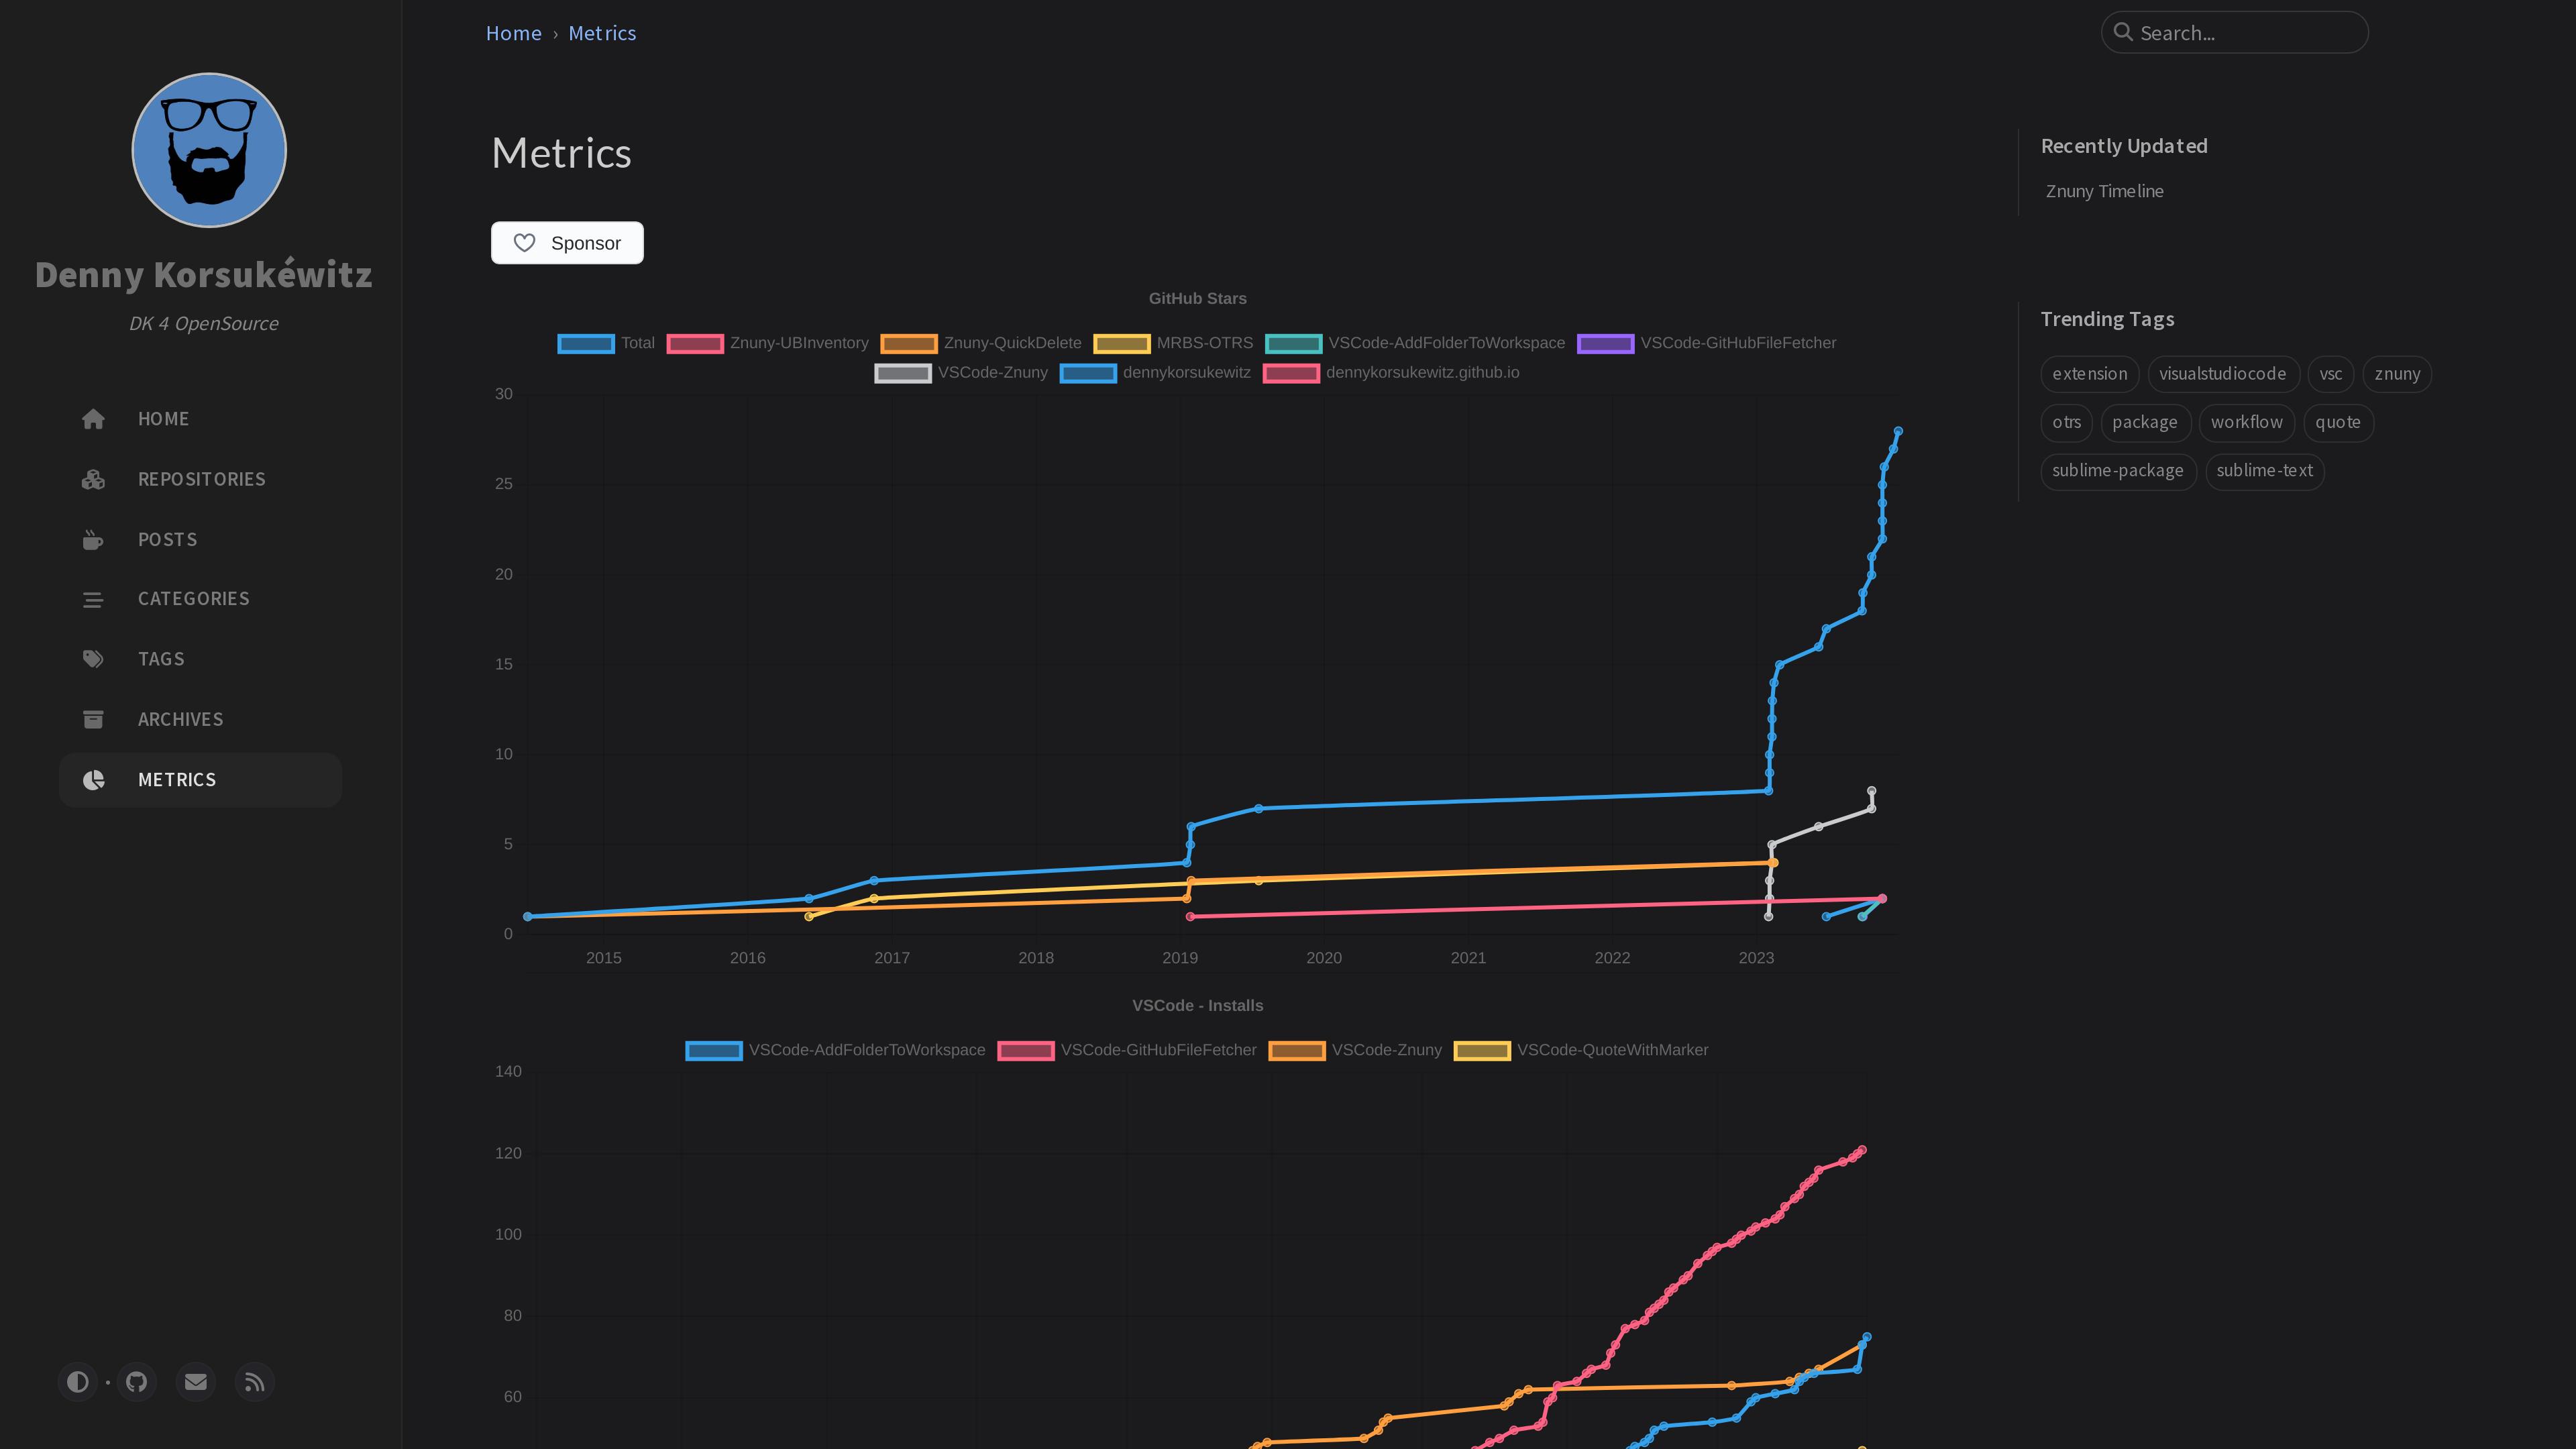 Denny Korsukéwitz
DK 4 OpenSource
HOME
REPOSITORIES
POSTS
CATEGORIES
TAGS
ARCHIVES
METRICS
Home › Metrics
Search...
Metrics
Sponsor
GitHub Stars
Total Znuny-UBInventory Znuny-QuickDelete MRBS-OTRS VSCode-AddFolderToWorkspace VSCode-GitHubFileFetcher
VSCode-Znuny dennykorsukewitz dennykorsukewitz.github.io
30
25
20
15
10
5
0
2015 2016 2017 2018 2019 2020 2021 2022 2023
VSCode - Installs
VSCode-AddFolderToWorkspace VSCode-GitHubFileFetcher VSCode-Znuny VSCode-QuoteWithMarker
140
120
100
80
60
Recently Updated
Znuny Timeline
Trending Tags
extension visualstudiocode vsc znuny
otrs package workflow quote
sublime-package sublime-text